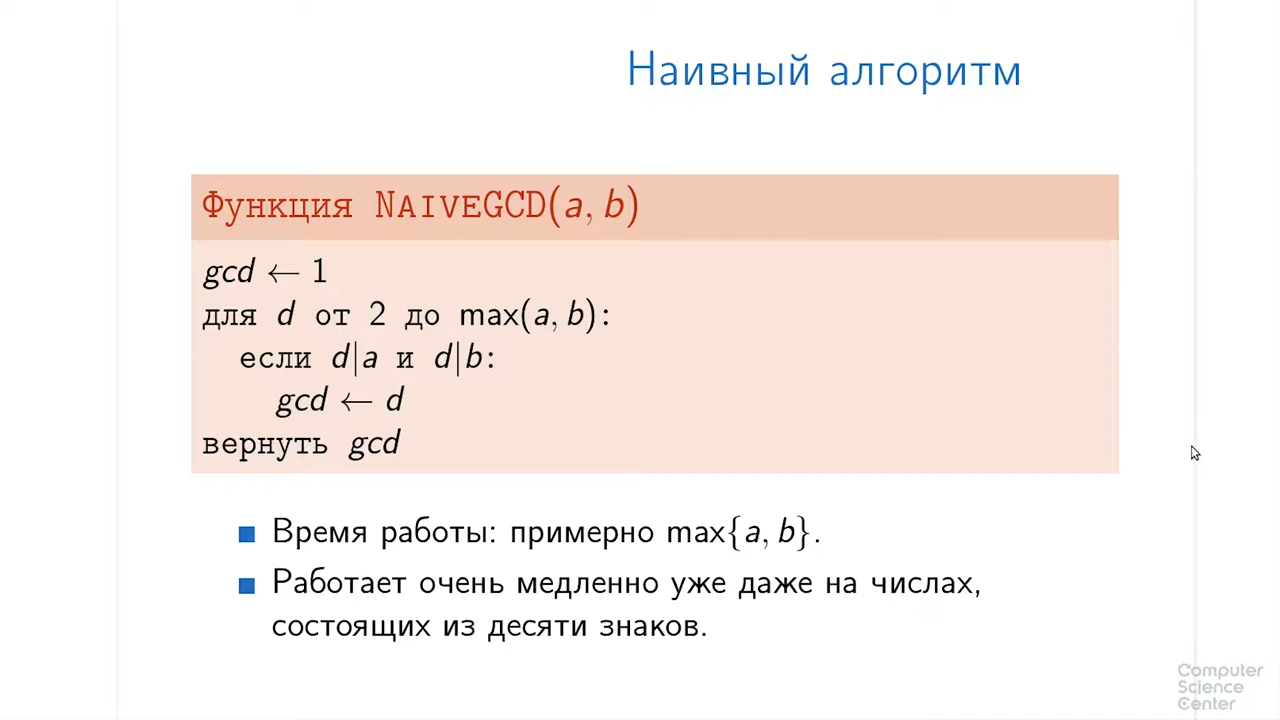 Наивный алгоритм
Функция NAIVEGCD(a, b)
gcd ← 1
для d от 2 до max(a, b):
если d|a и d|b:
gcd ← d
вернуть gcd
Время работы: примерно max{a, b}.
Работает очень медленно уже даже на числах,
состоящих из десяти знаков.
Computer
Science
Center